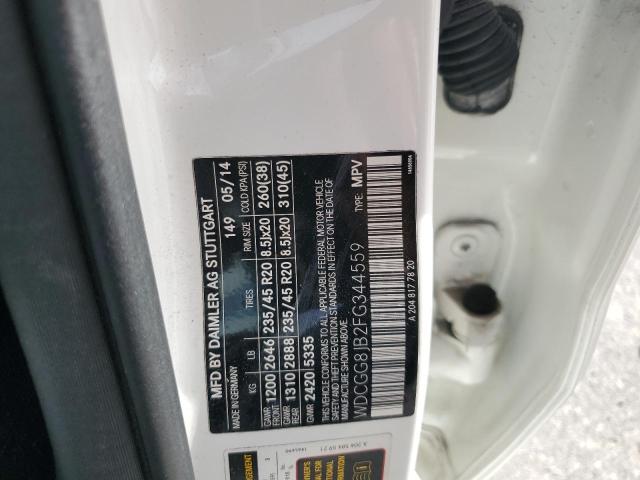 MFD BY DAIMLER AG STUTTGART
MADE IN GERMANY 149 05/14
KG LB TIRES RIM SIZE COLD KPA (PSI)
GAWR FRONT 1200 2646 235/45 R20 8.5Jx20 260(38)
GAWR REAR 1310 2888 235/45 R20 8.5Jx20 310(45)
GVWR 2420 5335
THIS VEHICLE CONFORMS TO ALL APPLICABLE FEDERAL MOTOR VEHICLE
SAFETY AND THEFT PREVENTION STANDARDS IN EFFECT ON THE DATE OF
MANUFACTURE. TYPE: MPV
WDCGG8JB2FG344559
A 204 817 78 20